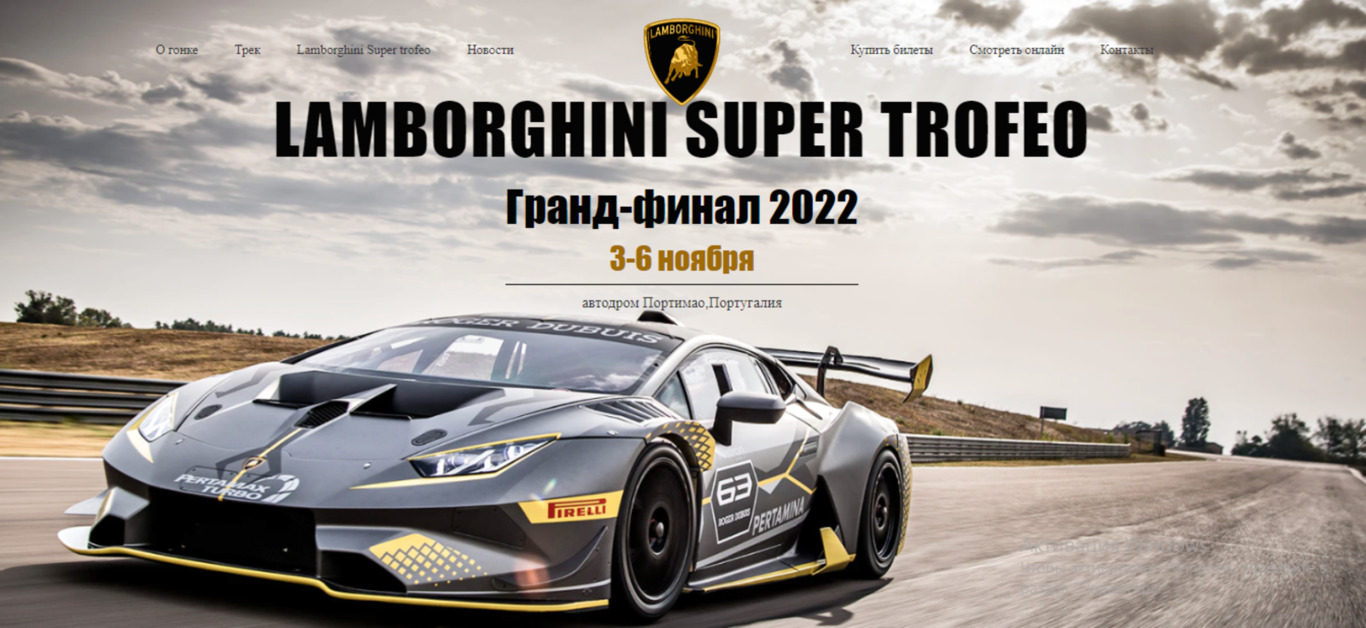 О гонке Трек Lamborghini Super trofeo Новости Купить билеты Смотреть онлайн Контакты
LAMBORGHINI
LAMBORGHINI SUPER TROFEO
Гранд-финал 2022
3-6 ноября
автодром Портимао,Португалия
ROGER DUBUIS
PERTAMAX
TURBO
PIRELLI
63
ROGER DUBUIS
PERTAMINA